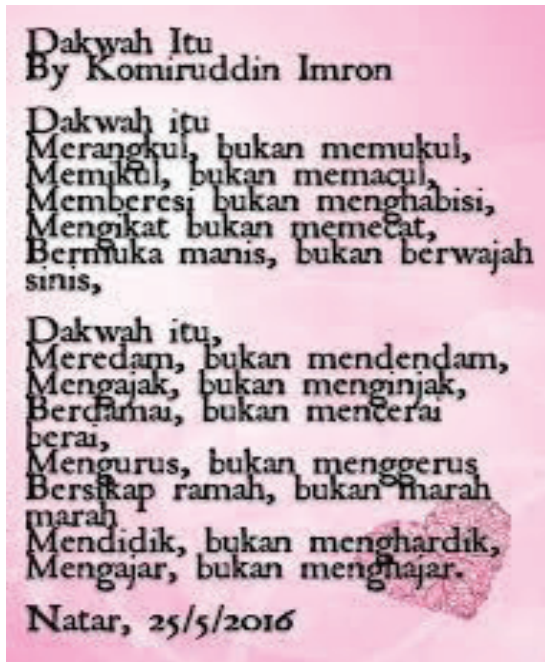 Dakwah Itu
By Komiruddin Imron
Dakwah itu
Merangkul, bukan memukul,
Memikul, bukan memacul,
Memberesi bukan menghabisi,
Mengikat bukan memecat,
Bermuka manis, bukan berwajah
sinis,
Dakwah itu,
Meredam, bukan mendendam,
Mengajak, bukan menginjak,
Berdamai, bukan mencerai
berai,
Mengurus, bukan menggerus
Bersikap ramah, bukan marah
marah
Mendidik, bukan menghardik,
Mengajar, bukan menghajar.
Natar, 25/5/2016